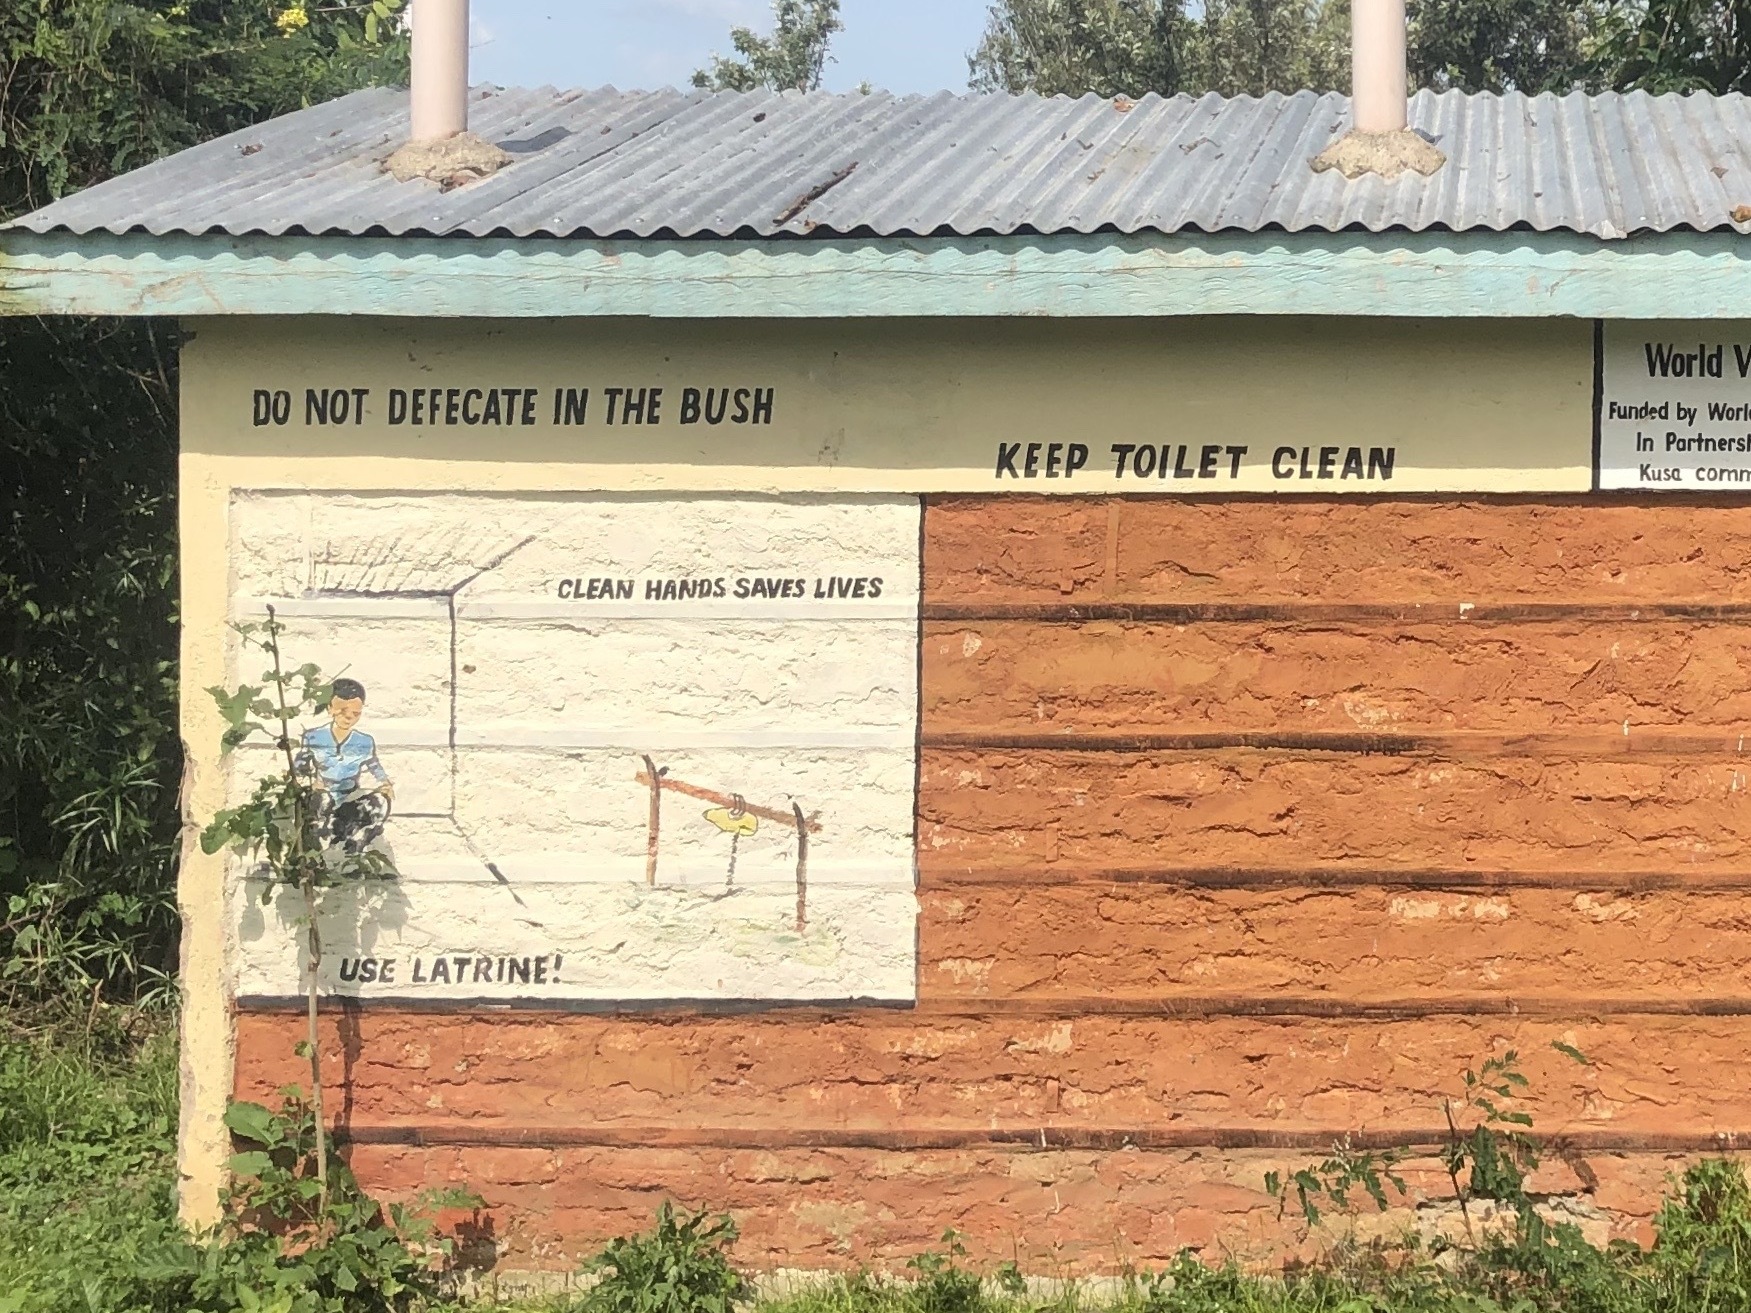 DO NOT DEFECATE IN THE BUSH
KEEP TOILET CLEAN
World
Funded by
In
Kusa
CLEAN HANDS SAVES LIVES
USE LATRINE!